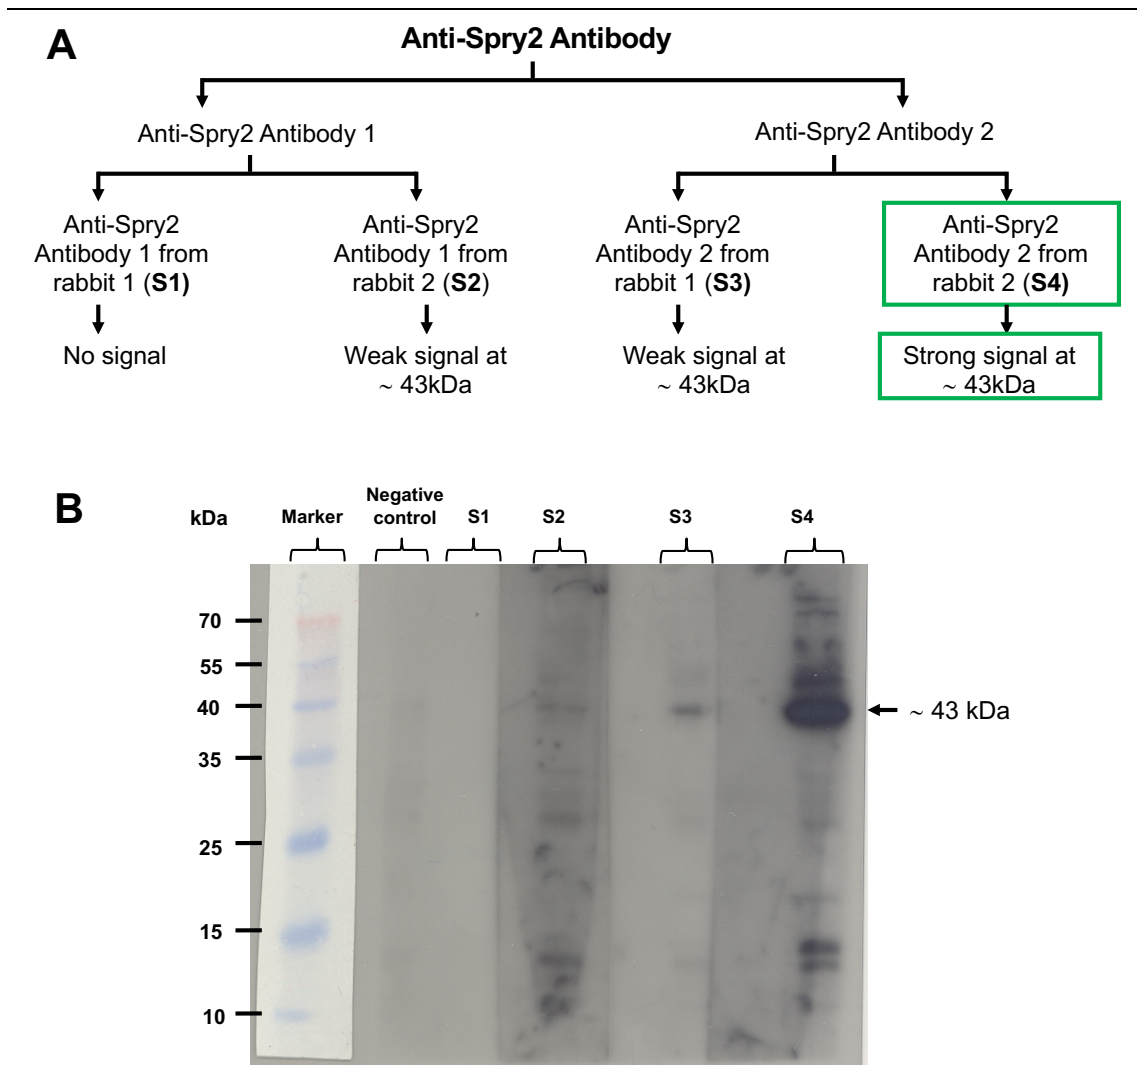 A
Anti-Spry2 Antibody
Anti-Spry2 Antibody 1
Anti-Spry2 Antibody 2
Anti-Spry2
Antibody 1 from
rabbit 1 (S1)
Anti-Spry2
Antibody 1 from
rabbit 2 (S2)
Anti-Spry2
Antibody 2 from
rabbit 1 (S3)
Anti-Spry2
Antibody 2 from
rabbit 2 (S4)
No signal
Weak signal at
~ 43kDa
Weak signal at
~ 43kDa
Strong signal at
~ 43kDa
B
kDa
Marker
Negative
control
S1
S2
S3
S4
70
55
40
35
25
15
10
~ 43 kDa